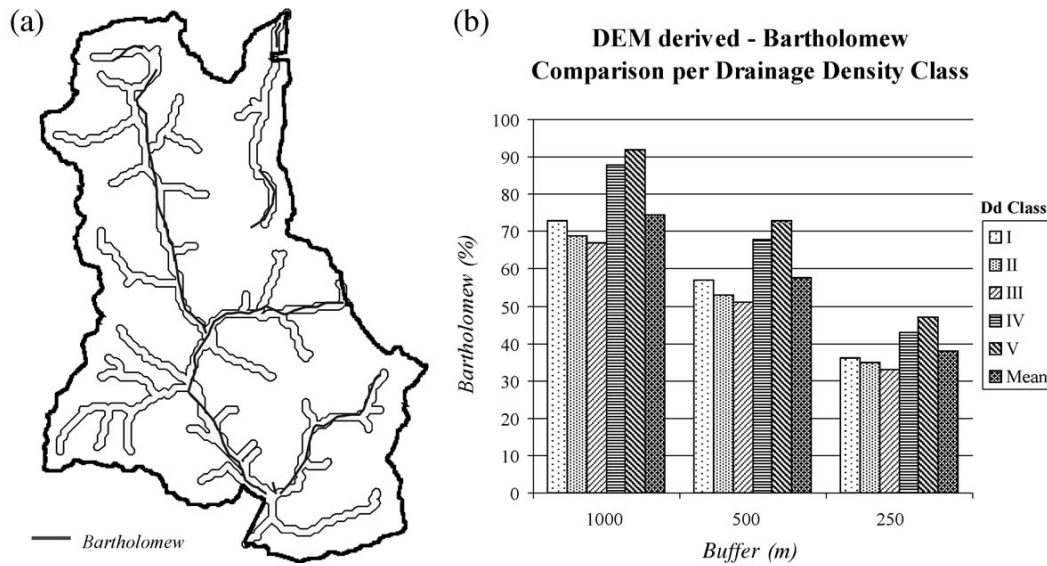 (a)
Bartholomew
(b)
DEM derived - Bartholomew
Comparison per Drainage Density Class
Bartholomew (%)
100
90
80
70
60
50
40
30
20
10
0
1000 500 250
Buffer (m)
Dd Class
I
II
III
IV
V
Mean